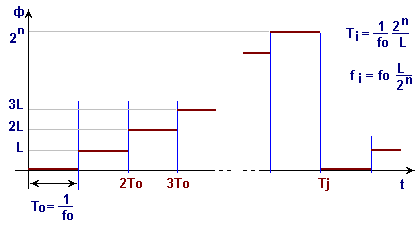 ф
2ⁿ
Tᵢ = 1/fo 2ⁿ/L
fᵢ = fo L/2ⁿ
3L
2L
L
2To 3To Tj t
To = 1/fo